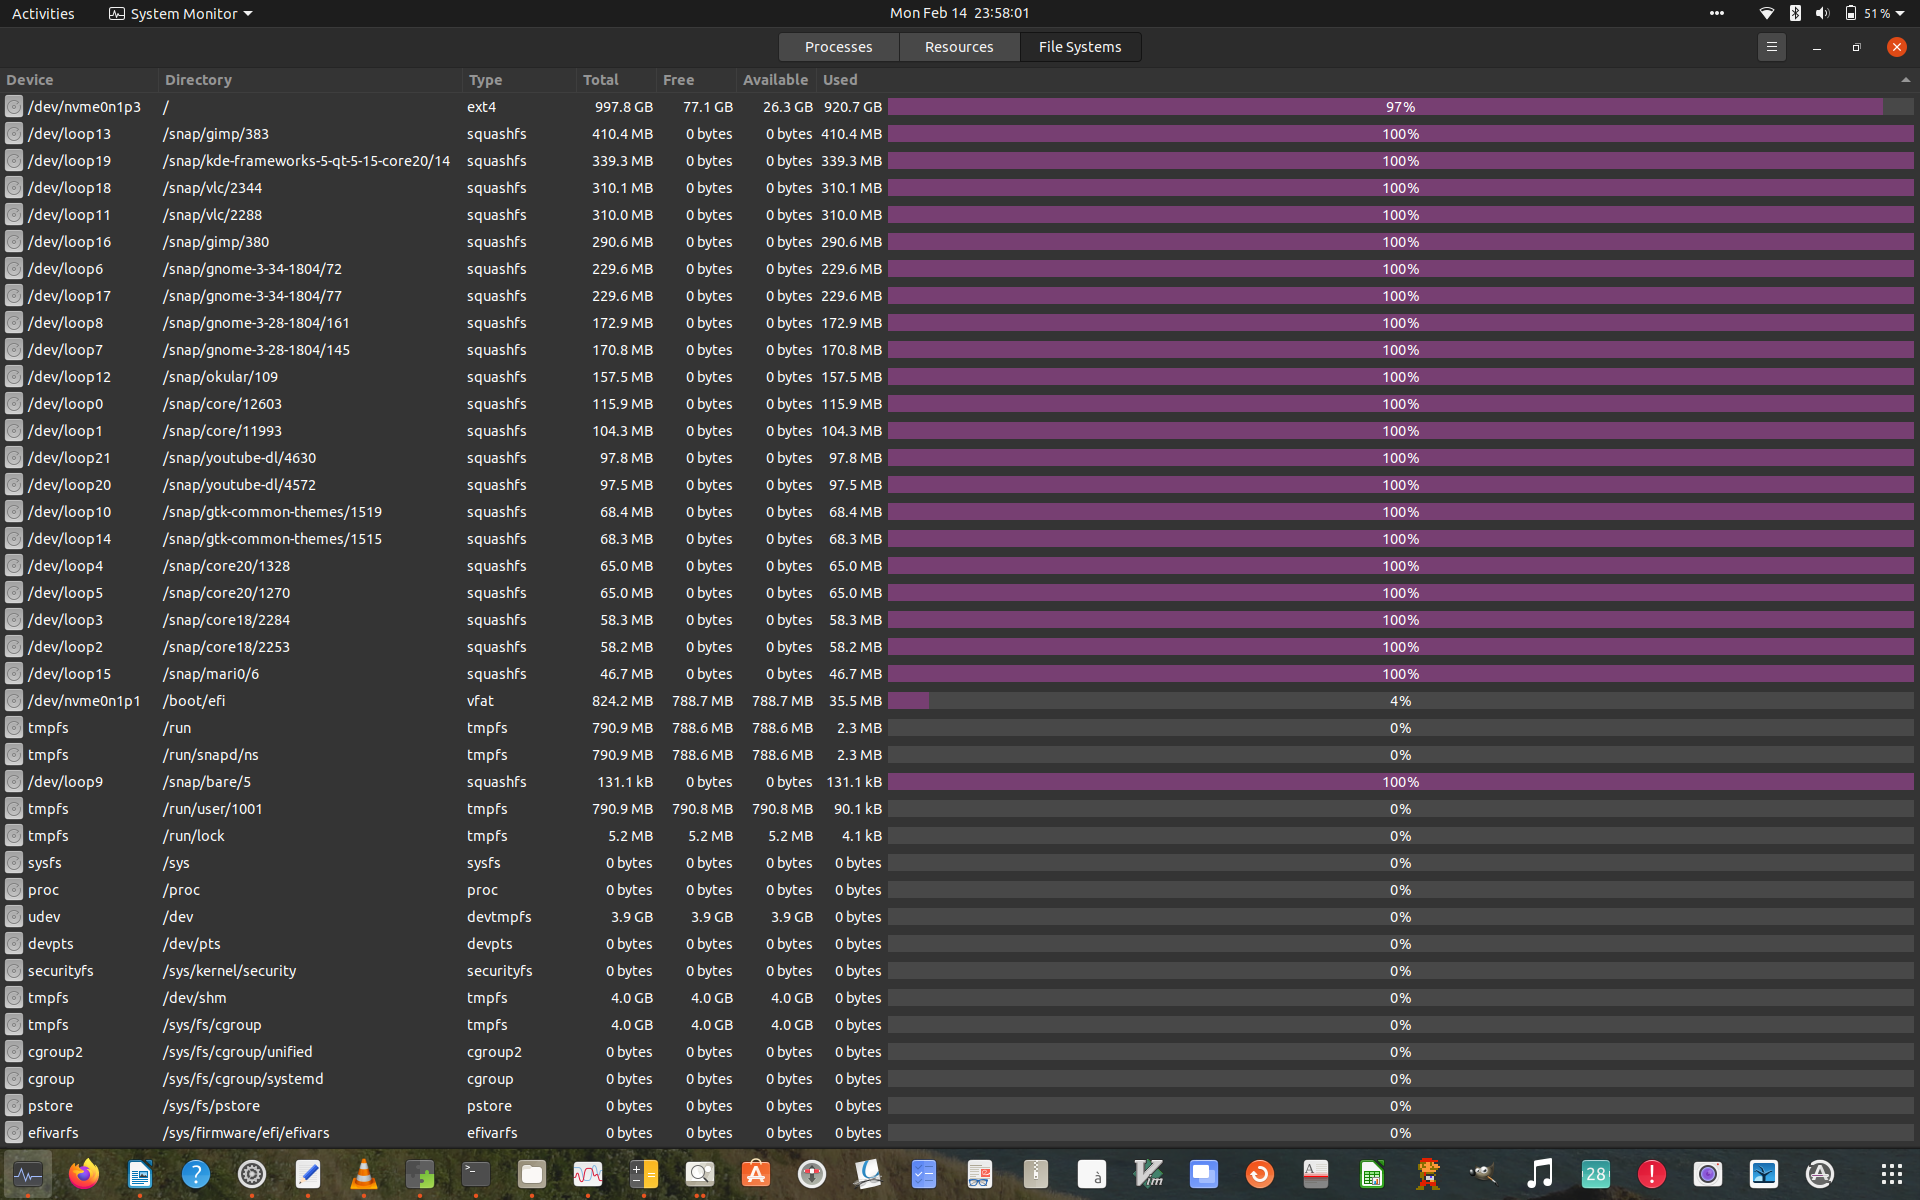 Activities System Monitor Mon Feb 14 23:58:01 51 %
Processes Resources File Systems
Device Directory Type Total Free Available Used
/dev/nvme0n1p3 / ext4 997.8 GB 77.1 GB 26.3 GB 920.7 GB 97%
/dev/loop13 /snap/gimp/383 squashfs 410.4 MB 0 bytes 0 bytes 410.4 MB 100%
/dev/loop19 /snap/kde-frameworks-5-qt-5-15-core20/14 squashfs 339.3 MB 0 bytes 0 bytes 339.3 MB 100%
/dev/loop18 /snap/vlc/2344 squashfs 310.1 MB 0 bytes 0 bytes 310.1 MB 100%
/dev/loop11 /snap/vlc/2288 squashfs 310.0 MB 0 bytes 0 bytes 310.0 MB 100%
/dev/loop16 /snap/gimp/380 squashfs 290.6 MB 0 bytes 0 bytes 290.6 MB 100%
/dev/loop6 /snap/gnome-3-34-1804/72 squashfs 229.6 MB 0 bytes 0 bytes 229.6 MB 100%
/dev/loop17 /snap/gnome-3-34-1804/77 squashfs 229.6 MB 0 bytes 0 bytes 229.6 MB 100%
/dev/loop8 /snap/gnome-3-28-1804/161 squashfs 172.9 MB 0 bytes 0 bytes 172.9 MB 100%
/dev/loop7 /snap/gnome-3-28-1804/145 squashfs 170.8 MB 0 bytes 0 bytes 170.8 MB 100%
/dev/loop12 /snap/okular/109 squashfs 157.5 MB 0 bytes 0 bytes 157.5 MB 100%
/dev/loop0 /snap/core/12603 squashfs 115.9 MB 0 bytes 0 bytes 115.9 MB 100%
/dev/loop1 /snap/core/11993 squashfs 104.3 MB 0 bytes 0 bytes 104.3 MB 100%
/dev/loop21 /snap/youtube-dl/4630 squashfs 97.8 MB 0 bytes 0 bytes 97.8 MB 100%
/dev/loop20 /snap/youtube-dl/4572 squashfs 97.5 MB 0 bytes 0 bytes 97.5 MB 100%
/dev/loop10 /snap/gtk-common-themes/1519 squashfs 68.4 MB 0 bytes 0 bytes 68.4 MB 100%
/dev/loop14 /snap/gtk-common-themes/1515 squashfs 68.3 MB 0 bytes 0 bytes 68.3 MB 100%
/dev/loop4 /snap/core20/1328 squashfs 65.0 MB 0 bytes 0 bytes 65.0 MB 100%
/dev/loop5 /snap/core20/1270 squashfs 65.0 MB 0 bytes 0 bytes 65.0 MB 100%
/dev/loop3 /snap/core18/2284 squashfs 58.3 MB 0 bytes 0 bytes 58.3 MB 100%
/dev/loop2 /snap/core18/2253 squashfs 58.2 MB 0 bytes 0 bytes 58.2 MB 100%
/dev/loop15 /snap/mari0/6 squashfs 46.7 MB 0 bytes 0 bytes 46.7 MB 100%
/dev/nvme0n1p1 /boot/efi vfat 824.2 MB 788.7 MB 788.7 MB 35.5 MB 4%
tmpfs /run tmpfs 790.9 MB 788.6 MB 788.6 MB 2.3 MB 0%
tmpfs /run/snapd/ns tmpfs 790.9 MB 788.6 MB 788.6 MB 2.3 MB 0%
/dev/loop9 /snap/bare/5 squashfs 131.1 kB 0 bytes 0 bytes 131.1 kB 100%
tmpfs /run/user/1001 tmpfs 790.9 MB 790.8 MB 790.8 MB 90.1 kB 0%
tmpfs /run/lock tmpfs 5.2 MB 5.2 MB 5.2 MB 4.1 kB 0%
sysfs /sys sysfs 0 bytes 0 bytes 0 bytes 0 bytes 0%
proc /proc proc 0 bytes 0 bytes 0 bytes 0 bytes 0%
udev /dev devtmpfs 3.9 GB 3.9 GB 3.9 GB 0 bytes 0%
devpts /dev/pts devpts 0 bytes 0 bytes 0 bytes 0 bytes 0%
securityfs /sys/kernel/security securityfs 0 bytes 0 bytes 0 bytes 0 bytes 0%
tmpfs /dev/shm tmpfs 4.0 GB 4.0 GB 4.0 GB 0 bytes 0%
tmpfs /sys/fs/cgroup tmpfs 4.0 GB 4.0 GB 4.0 GB 0 bytes 0%
cgroup2 /sys/fs/cgroup/unified cgroup2 0 bytes 0 bytes 0 bytes 0 bytes 0%
cgroup /sys/fs/cgroup/systemd cgroup 0 bytes 0 bytes 0 bytes 0 bytes 0%
pstore /sys/fs/pstore pstore 0 bytes 0 bytes 0 bytes 0 bytes 0%
efivarfs /sys/firmware/efi/efivars efivarfs 0 bytes 0 bytes 0 bytes 0 bytes 0%
? >_ à Vim A 28 !